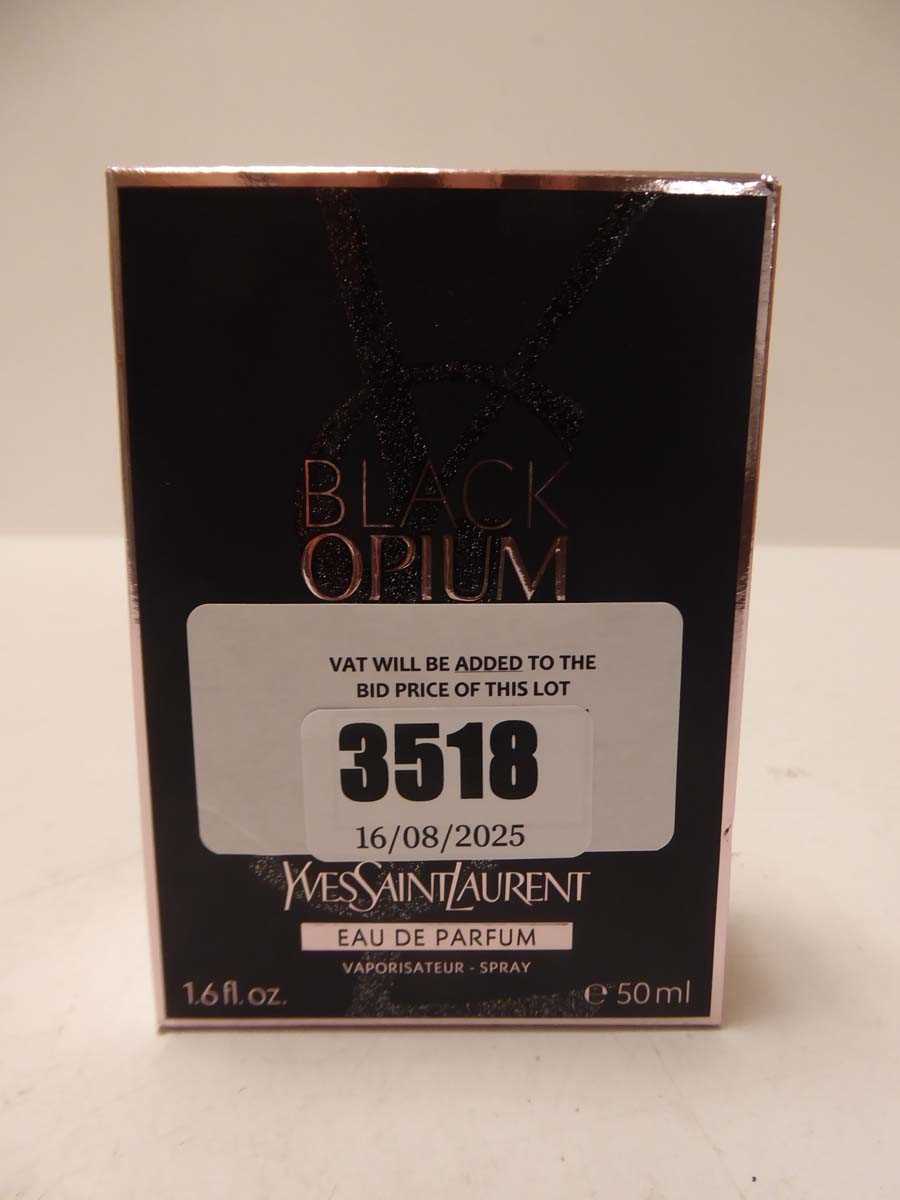 BLACK
OPIUM
VAT WILL BE ADDED TO THE
BID PRICE OF THIS LOT
3518
16/08/2025
YVESSAINTLAURENT
EAU DE PARFUM
VAPORISATEUR - SPRAY
1.6 fl. oz. ℮ 50 ml